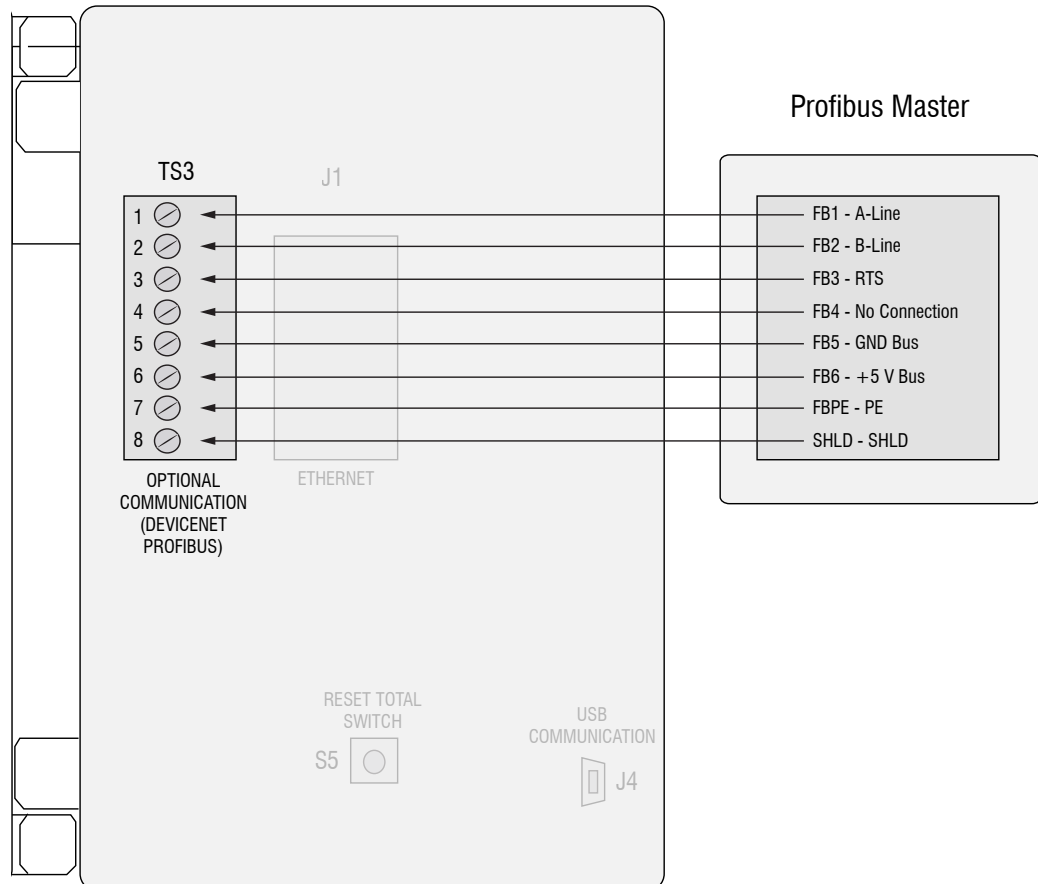 Profibus Master
TS3
J1
1
2
3
4
5
6
7
8
FB1 - A-Line
FB2 - B-Line
FB3 - RTS
FB4 - No Connection
FB5 - GND Bus
FB6 - +5 V Bus
FBPE - PE
SHLD - SHLD
OPTIONAL
COMMUNICATION
(DEVICENET
PROFIBUS)
ETHERNET
RESET TOTAL
SWITCH
S5
USB
COMMUNICATION
J4